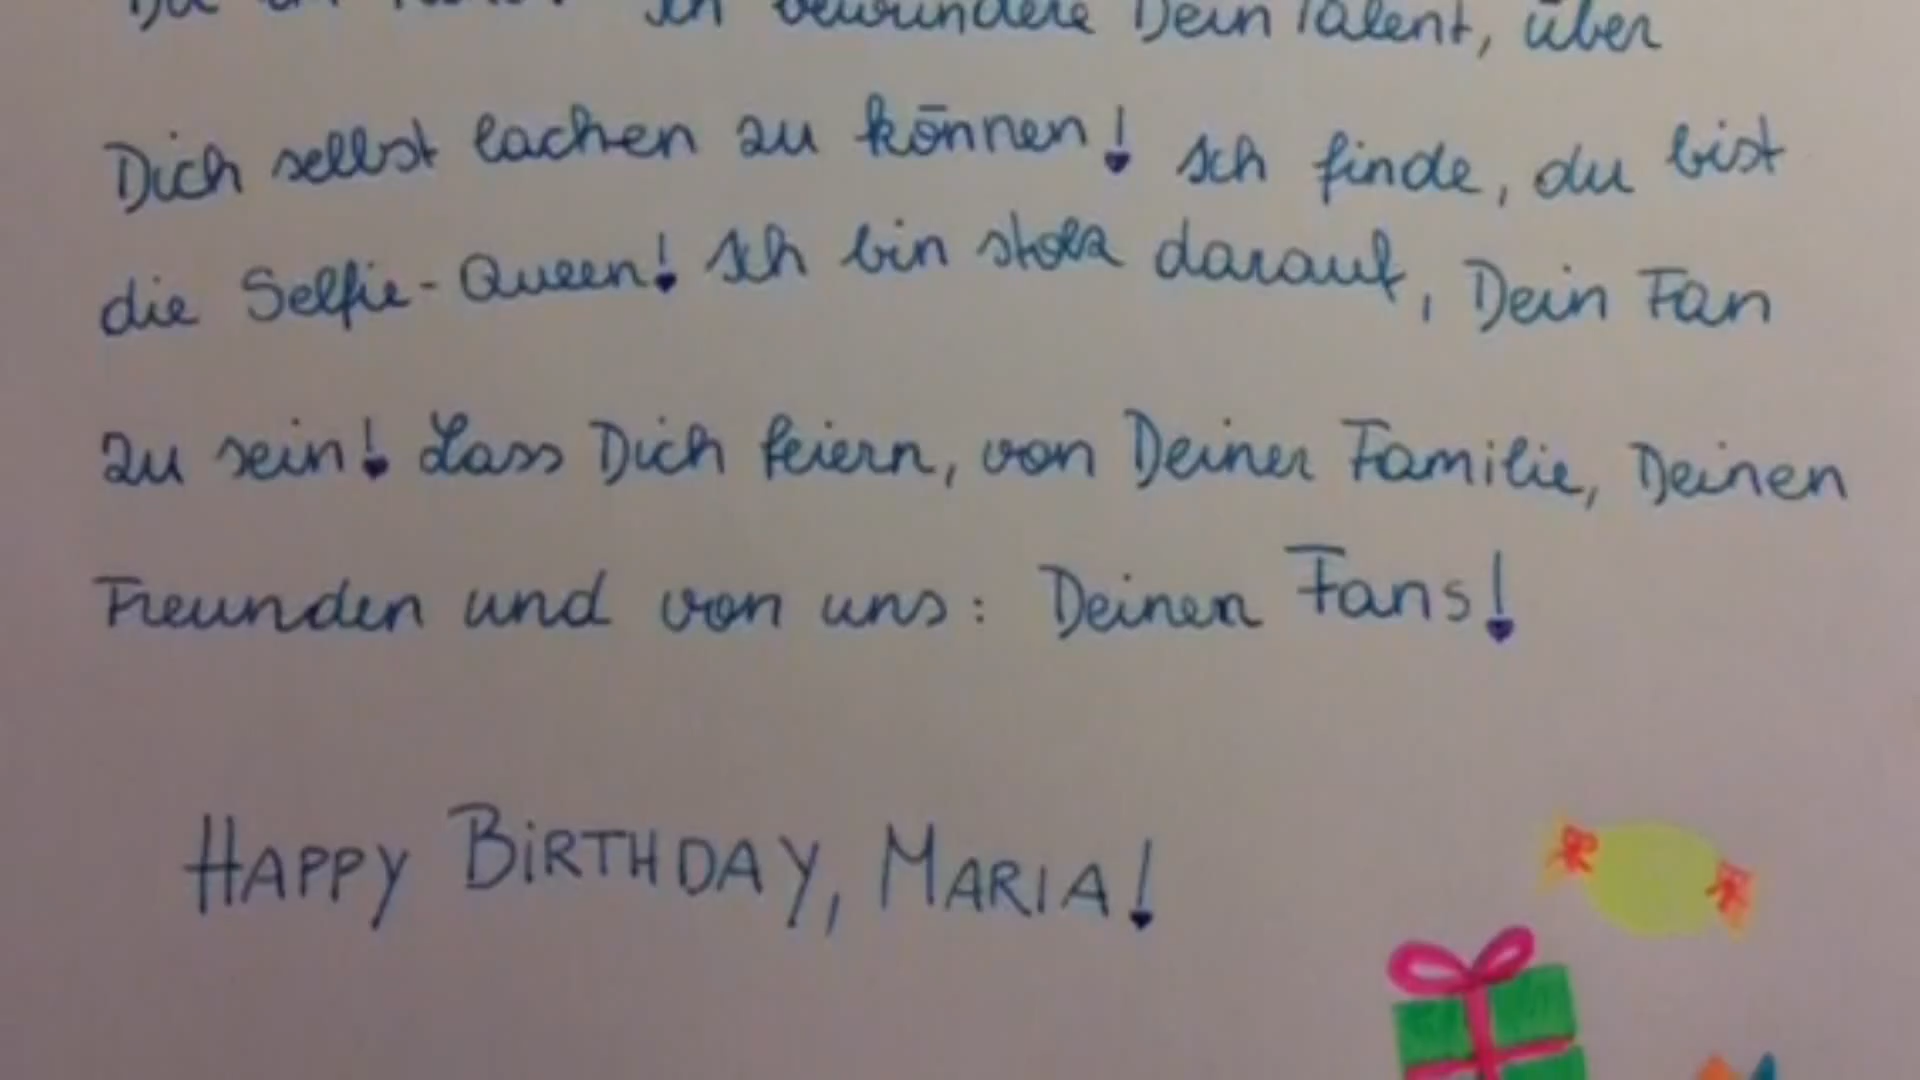 Ich bewundere Dein Talent, über
Dich selbst lachen zu können! Ich finde, du bist
die Selfie-Queen! Ich bin stolz darauf, Dein Fan
zu sein! Lass Dich feiern, von Deiner Familie, Deinen
Freunden und von uns: Deinen Fans!
HAPPY BiRTHDAY, MARIA!